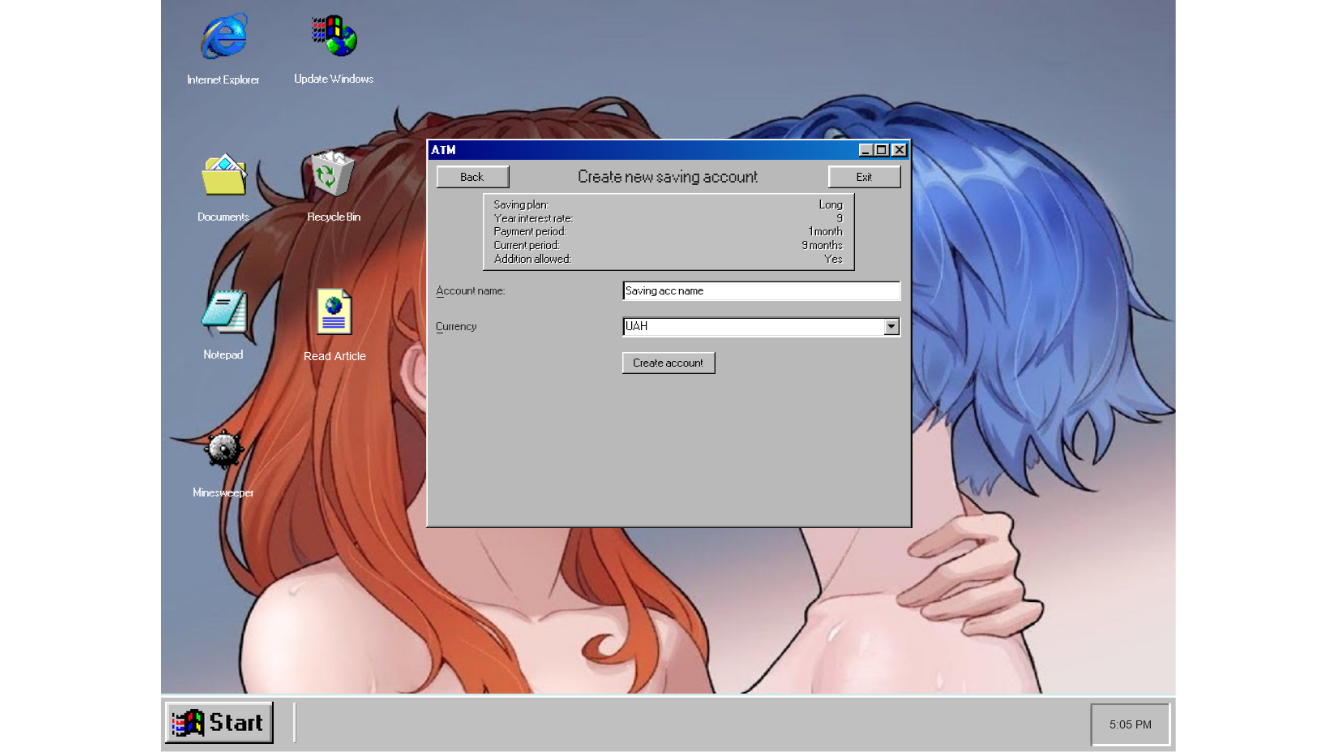 Internet Explorer
Update Windows
Documents
Recycle Bin
Notepad
Read Article
Minesweeper
ATM
Back
Create new saving account
Exit
Saving plan: Long
Year interest rate: 9
Payment period: 1 month
Current period: 9 months
Addition allowed: Yes
Account name: Saving acc name
Currency UAH
Create account
Start
5:05 PM